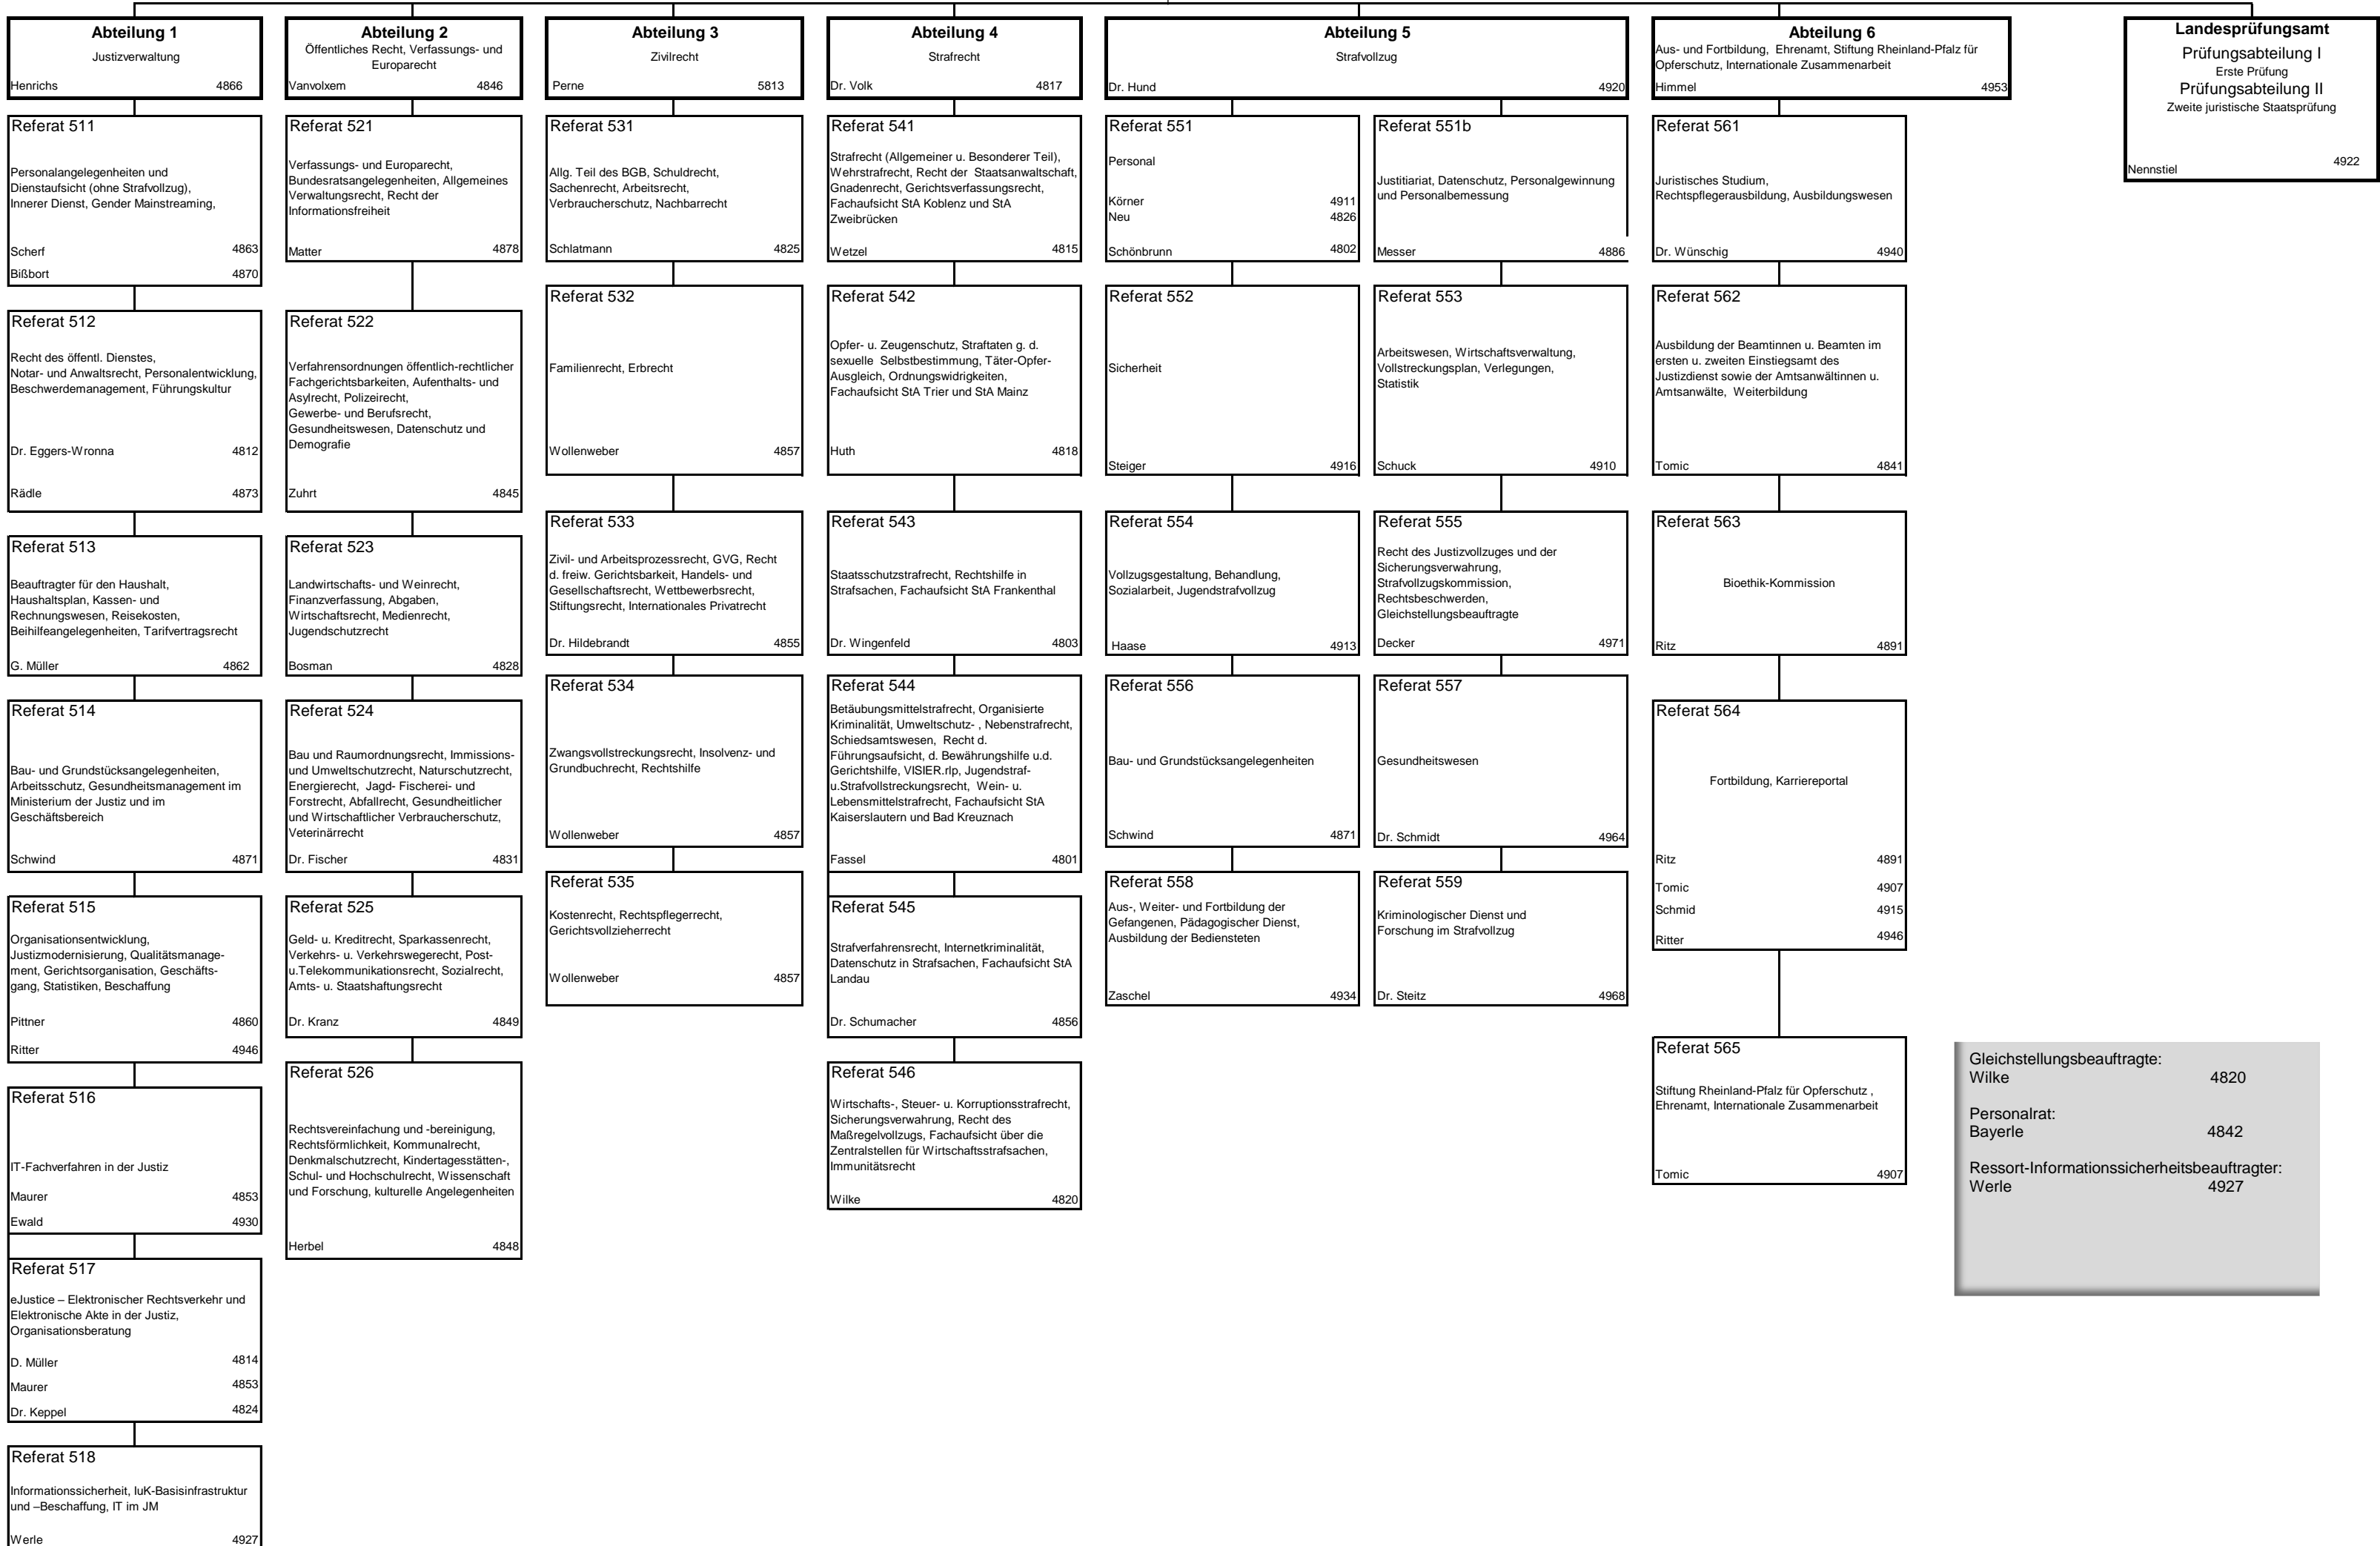 Abteilung 1
Justizverwaltung
Henrichs 4866
Referat 511
Personalangelegenheiten und
Dienstaufsicht (ohne Strafvollzug),
Innerer Dienst, Gender Mainstreaming,
Scherf 4863
Bißbort 4870
Referat 512
Recht des öffentl. Dienstes,
Notar- und Anwaltsrecht, Personalentwicklung,
Beschwerdemanagement, Führungskultur
Dr. Eggers-Wronna 4812
Rädle 4873
Referat 513
Beauftragter für den Haushalt,
Haushaltsplan, Kassen- und
Rechnungswesen, Reisekosten,
Beihilfeangelegenheiten, Tarifvertragsrecht
G. Müller 4862
Referat 514
Bau- und Grundstücksangelegenheiten,
Arbeitsschutz, Gesundheitsmanagement im
Ministerium der Justiz und im
Geschäftsbereich
Schwind 4871
Referat 515
Organisationsentwicklung,
Justizmodernisierung, Qualitätsmanage-
ment, Gerichtsorganisation, Geschäfts-
gang, Statistiken, Beschaffung
Pittner 4860
Ritter 4946
Referat 516
IT-Fachverfahren in der Justiz
Maurer 4853
Ewald 4930
Referat 517
eJustice – Elektronischer Rechtsverkehr und
Elektronische Akte in der Justiz,
Organisationsberatung
D. Müller 4814
Maurer 4853
Dr. Keppel 4824
Referat 518
Informationssicherheit, IuK-Basisinfrastruktur
und –Beschaffung, IT im JM
Werle 4927
Abteilung 2
Öffentliches Recht, Verfassungs- und
Europarecht
Vanvolxem 4846
Referat 521
Verfassungs- und Europarecht,
Bundesratsangelegenheiten, Allgemeines
Verwaltungsrecht, Recht der
Informationsfreiheit
Matter 4878
Referat 522
Verfahrensordnungen öffentlich-rechtlicher
Fachgerichtsbarkeiten, Aufenthalts- und
Asylrecht, Polizeirecht,
Gewerbe- und Berufsrecht,
Gesundheitswesen, Datenschutz und
Demografie
Zuhrt 4845
Referat 523
Landwirtschafts- und Weinrecht,
Finanzverfassung, Abgaben,
Wirtschaftsrecht, Medienrecht,
Jugendschutzrecht
Bosman 4828
Referat 524
Bau und Raumordnungsrecht, Immissions-
und Umweltschutzrecht, Naturschutzrecht,
Energierecht, Jagd- Fischerei- und
Forstrecht, Abfallrecht, Gesundheitlicher
und Wirtschaftlicher Verbraucherschutz,
Veterinärrecht
Dr. Fischer 4831
Referat 525
Geld- u. Kreditrecht, Sparkassenrecht,
Verkehrs- u. Verkehrswegerecht, Post-
u.Telekommunikationsrecht, Sozialrecht,
Amts- u. Staatshaftungsrecht
Dr. Kranz 4849
Referat 526
Rechtsvereinfachung und -bereinigung,
Rechtsförmlichkeit, Kommunalrecht,
Denkmalschutzrecht, Kindertagesstätten-,
Schul- und Hochschulrecht, Wissenschaft
und Forschung, kulturelle Angelegenheiten
Herbel 4848
Abteilung 3
Zivilrecht
Perne 5813
Referat 531
Allg. Teil des BGB, Schuldrecht,
Sachenrecht, Arbeitsrecht,
Verbraucherschutz, Nachbarrecht
Schlatmann 4825
Referat 532
Familienrecht, Erbrecht
Wollenweber 4857
Referat 533
Zivil- und Arbeitsprozessrecht, GVG, Recht
d. freiw. Gerichtsbarkeit, Handels- und
Gesellschaftsrecht, Wettbewerbsrecht,
Stiftungsrecht, Internationales Privatrecht
Dr. Hildebrandt 4855
Referat 534
Zwangsvollstreckungsrecht, Insolvenz- und
Grundbuchrecht, Rechtshilfe
Wollenweber 4857
Referat 535
Kostenrecht, Rechtspflegerrecht,
Gerichtsvollzieherrecht
Wollenweber 4857
Abteilung 4
Strafrecht
Dr. Volk 4817
Referat 541
Strafrecht (Allgemeiner u. Besonderer Teil),
Wehrstrafrecht, Recht der Staatsanwaltschaft,
Gnadenrecht, Gerichtsverfassungsrecht,
Fachaufsicht StA Koblenz und StA
Zweibrücken
Wetzel 4815
Referat 542
Opfer- u. Zeugenschutz, Straftaten g. d.
sexuelle Selbstbestimmung, Täter-Opfer-
Ausgleich, Ordnungswidrigkeiten,
Fachaufsicht StA Trier und StA Mainz
Huth 4818
Referat 543
Staatsschutzstrafrecht, Rechtshilfe in
Strafsachen, Fachaufsicht StA Frankenthal
Dr. Wingenfeld 4803
Referat 544
Betäubungsmittelstrafrecht, Organisierte
Kriminalität, Umweltschutz- , Nebenstrafrecht,
Schiedsamtswesen, Recht d.
Führungsaufsicht, d. Bewährungshilfe u.d.
Gerichtshilfe, VISIER.rlp, Jugendstraf-
u.Strafvollstreckungsrecht, Wein- u.
Lebensmittelstrafrecht, Fachaufsicht StA
Kaiserslautern und Bad Kreuznach
Fassel 4801
Referat 545
Strafverfahrensrecht, Internetkriminalität,
Datenschutz in Strafsachen, Fachaufsicht StA
Landau
Dr. Schumacher 4856
Referat 546
Wirtschafts-, Steuer- u. Korruptionsstrafrecht,
Sicherungsverwahrung, Recht des
Maßregelvollzugs, Fachaufsicht über die
Zentralstellen für Wirtschaftsstrafsachen,
Immunitätsrecht
Wilke 4820
Abteilung 5
Strafvollzug
Dr. Hund 4920
Referat 551
Personal
Körner 4911
Neu 4826
Schönbrunn 4802
Referat 551b
Justitiariat, Datenschutz, Personalgewinnung
und Personalbemessung
Messer 4886
Referat 552
Sicherheit
Steiger 4916
Referat 553
Arbeitswesen, Wirtschaftsverwaltung,
Vollstreckungsplan, Verlegungen,
Statistik
Schuck 4910
Referat 554
Vollzugsgestaltung, Behandlung,
Sozialarbeit, Jugendstrafvollzug
Haase 4913
Referat 555
Recht des Justizvollzuges und der
Sicherungsverwahrung,
Strafvollzugskommission,
Rechtsbeschwerden,
Gleichstellungsbeauftragte
Decker 4971
Referat 556
Bau- und Grundstücksangelegenheiten
Schwind 4871
Referat 557
Gesundheitswesen
Dr. Schmidt 4964
Referat 558
Aus-, Weiter- und Fortbildung der
Gefangenen, Pädagogischer Dienst,
Ausbildung der Bediensteten
Zaschel 4934
Referat 559
Kriminologischer Dienst und
Forschung im Strafvollzug
Dr. Steitz 4968
Abteilung 6
Aus- und Fortbildung, Ehrenamt, Stiftung Rheinland-Pfalz für
Opferschutz, Internationale Zusammenarbeit
Himmel 4953
Referat 561
Juristisches Studium,
Rechtspflegerausbildung, Ausbildungswesen
Dr. Wünschig 4940
Referat 562
Ausbildung der Beamtinnen u. Beamten im
ersten u. zweiten Einstiegsamt des
Justizdienst sowie der Amtsanwältinnen u.
Amtsanwälte, Weiterbildung
Tomic 4841
Referat 563
Bioethik-Kommission
Ritz 4891
Referat 564
Fortbildung, Karriereportal
Ritz 4891
Tomic 4907
Schmid 4915
Ritter 4946
Referat 565
Stiftung Rheinland-Pfalz für Opferschutz ,
Ehrenamt, Internationale Zusammenarbeit
Tomic 4907
Landesprüfungsamt
Prüfungsabteilung I
Erste Prüfung
Prüfungsabteilung II
Zweite juristische Staatsprüfung
Nennstiel 4922
Gleichstellungsbeauftragte:
Wilke 4820
Personalrat:
Bayerle 4842
Ressort-Informationssicherheitsbeauftragter:
Werle 4927